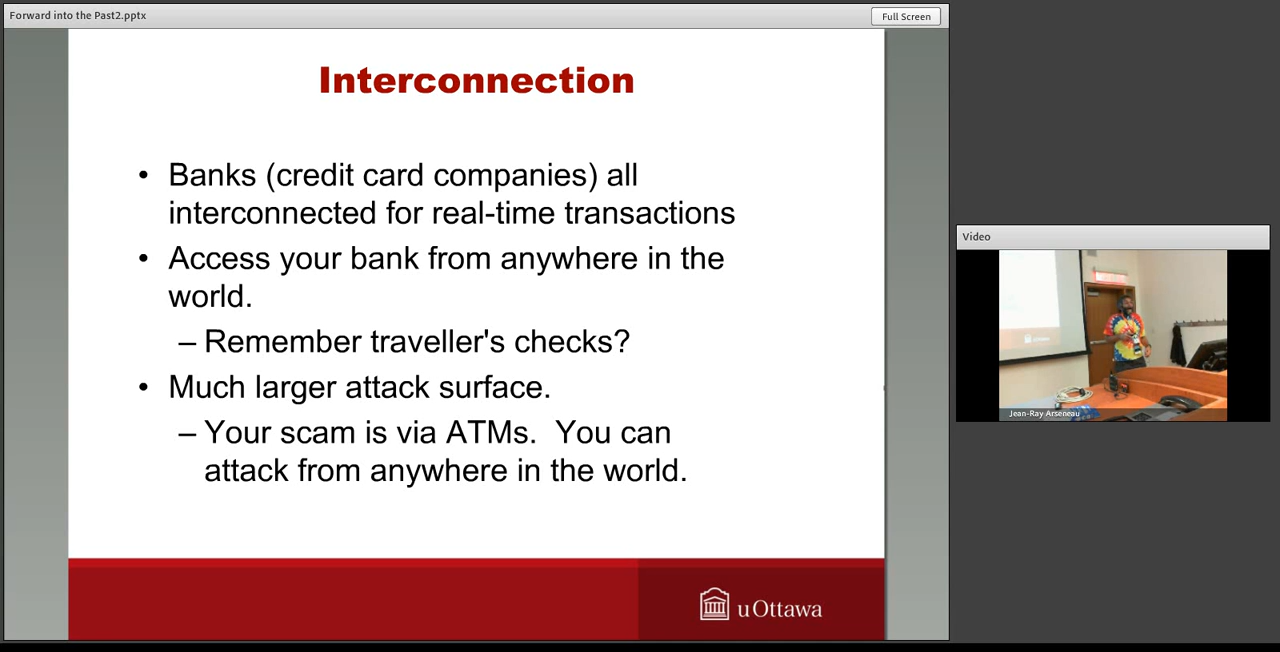 Forward into the Past2.pptx
Full Screen
Interconnection
• Banks (credit card companies) all
interconnected for real-time transactions
• Access your bank from anywhere in the
world.
– Remember traveller's checks?
• Much larger attack surface.
– Your scam is via ATMs.  You can
attack from anywhere in the world.
uOttawa
Video
Jean-Ray Arseneau